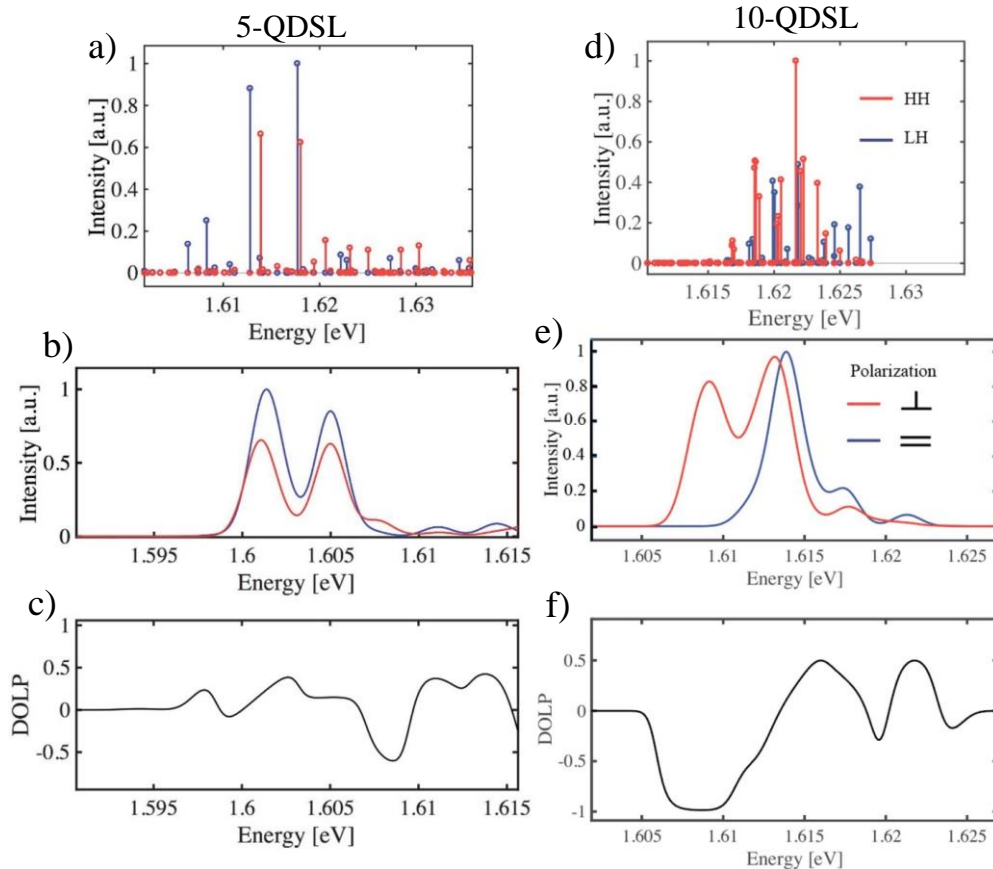 5-QDSL
10-QDSL
a)
Intensity [a.u.]
1
0.8
0.6
0.4
0.2
0
1.61
1.62
1.63
Energy [eV]
d)
Intensity [a.u.]
1
0.8
0.6
0.4
0.2
0
HH
LH
1.615
1.62
1.625
1.63
Energy [eV]
b)
Intensity [a.u.]
1
0.5
0
1.595
1.6
1.605
1.61
1.615
Energy [eV]
e)
Intensity [a.u.]
1
0.8
0.6
0.4
0.2
0
Polarization
1.605
1.61
1.615
1.62
1.625
Energy [eV]
c)
DOLP
1
0.5
0
-0.5
1.595
1.6
1.605
1.61
1.615
Energy [eV]
f)
DOLP
0.5
0
-0.5
-1
1.605
1.61
1.615
1.62
1.625
Energy [eV]